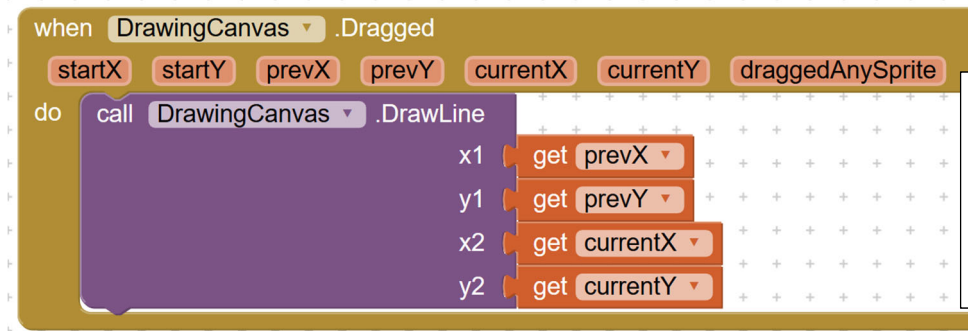 when DrawingCanvas .Dragged
startX startY prevX prevY currentX currentY draggedAnySprite
do call DrawingCanvas .DrawLine
x1 get prevX
y1 get prevY
x2 get currentX
y2 get currentY